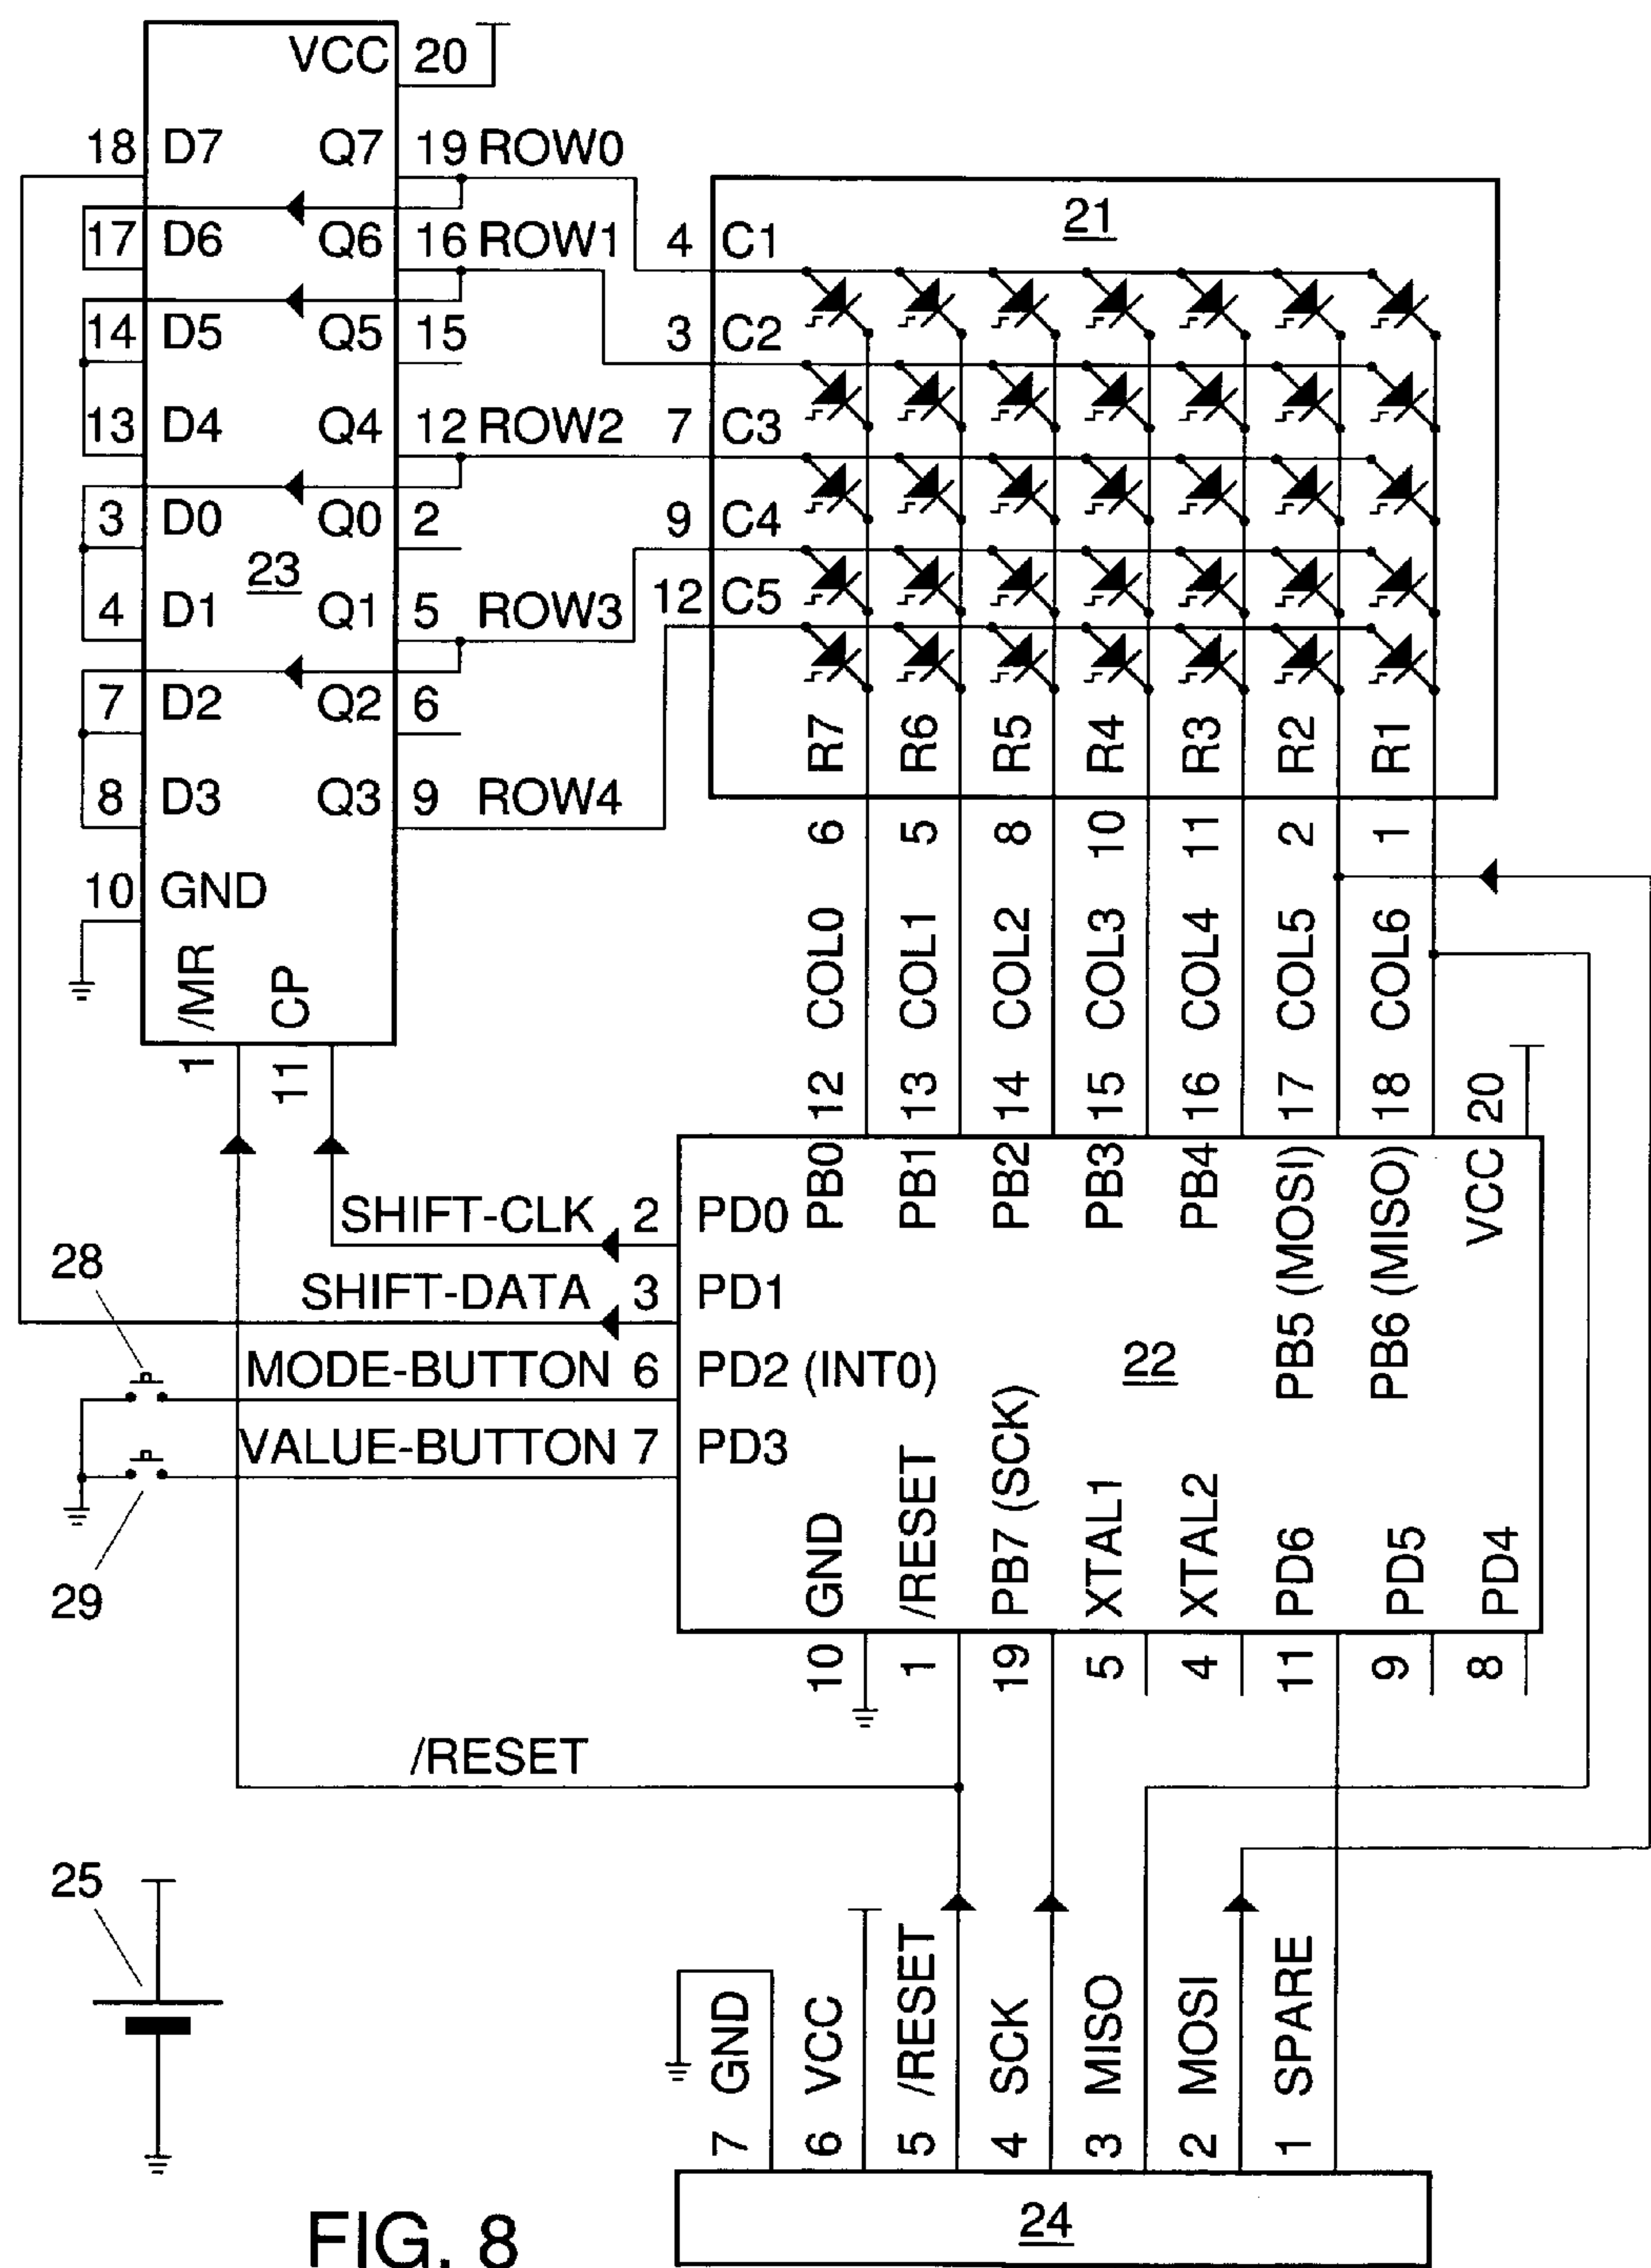 VCC 20
18 D7 Q7 19 ROW0
17 D6 Q6 16 ROW1
14 D5 Q5 15
13 D4 Q4 12 ROW2
3 D0 Q0 2
23
4 D1 Q1 5 ROW3
7 D2 Q2 6
8 D3 Q3 9 ROW4
10 GND
/MR CP
1 11
21
4 C1
3 C2
7 C3
9 C4
12 C5
R7 R6 R5 R4 R3 R2 R1
6 5 8 10 11 2 1
COL0 COL1 COL2 COL3 COL4 COL5 COL6
12 13 14 15 16 17 18 20
PB0 PB1 PB2 PB3 PB4 PB5 (MOSI) PB6 (MISO) VCC
SHIFT-CLK 2 PD0
28
SHIFT-DATA 3 PD1
MODE-BUTTON 6 PD2 (INT0)
22
VALUE-BUTTON 7 PD3
29
GND /RESET PB7 (SCK) XTAL1 XTAL2 PD6 PD5 PD4
10 1 19 5 4 11 9 8
/RESET
25
GND VCC /RESET SCK MISO MOSI SPARE
7 6 5 4 3 2 1
24
FIG. 8